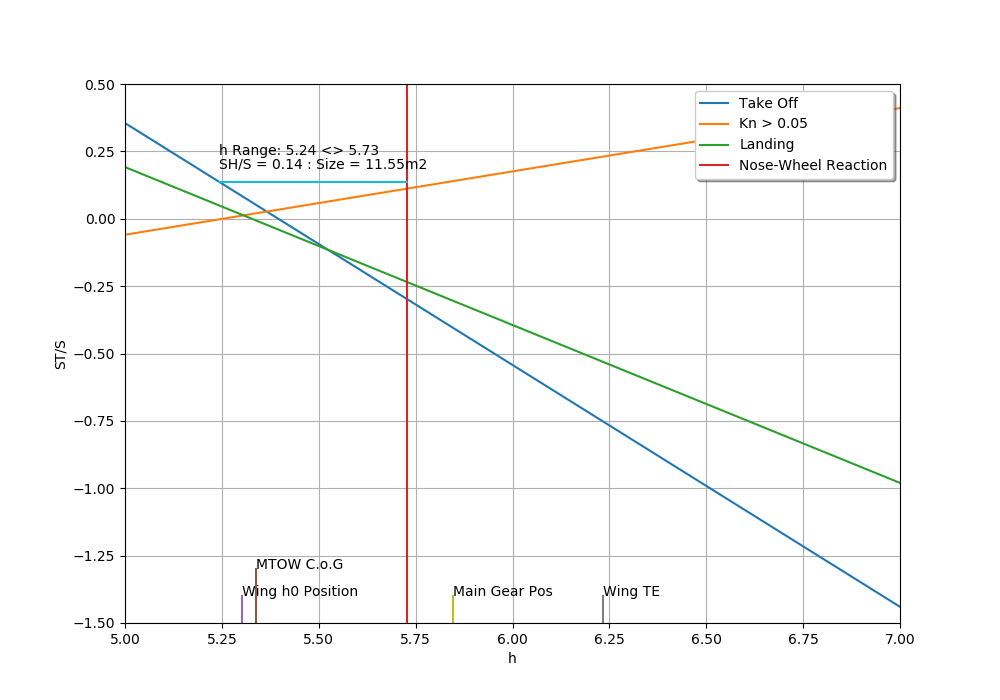 0.50
0.25
0.00
−0.25
−0.50
−0.75
−1.00
−1.25
−1.50
ST/S
Take Off
Kn > 0.05
Landing
Nose-Wheel Reaction
h Range: 5.24 <> 5.73
SH/S = 0.14 : Size = 11.55m2
MTOW C.o.G
Wing h0 Position
Main Gear Pos
Wing TE
5.00
5.25
5.50
5.75
6.00
6.25
6.50
6.75
7.00
h